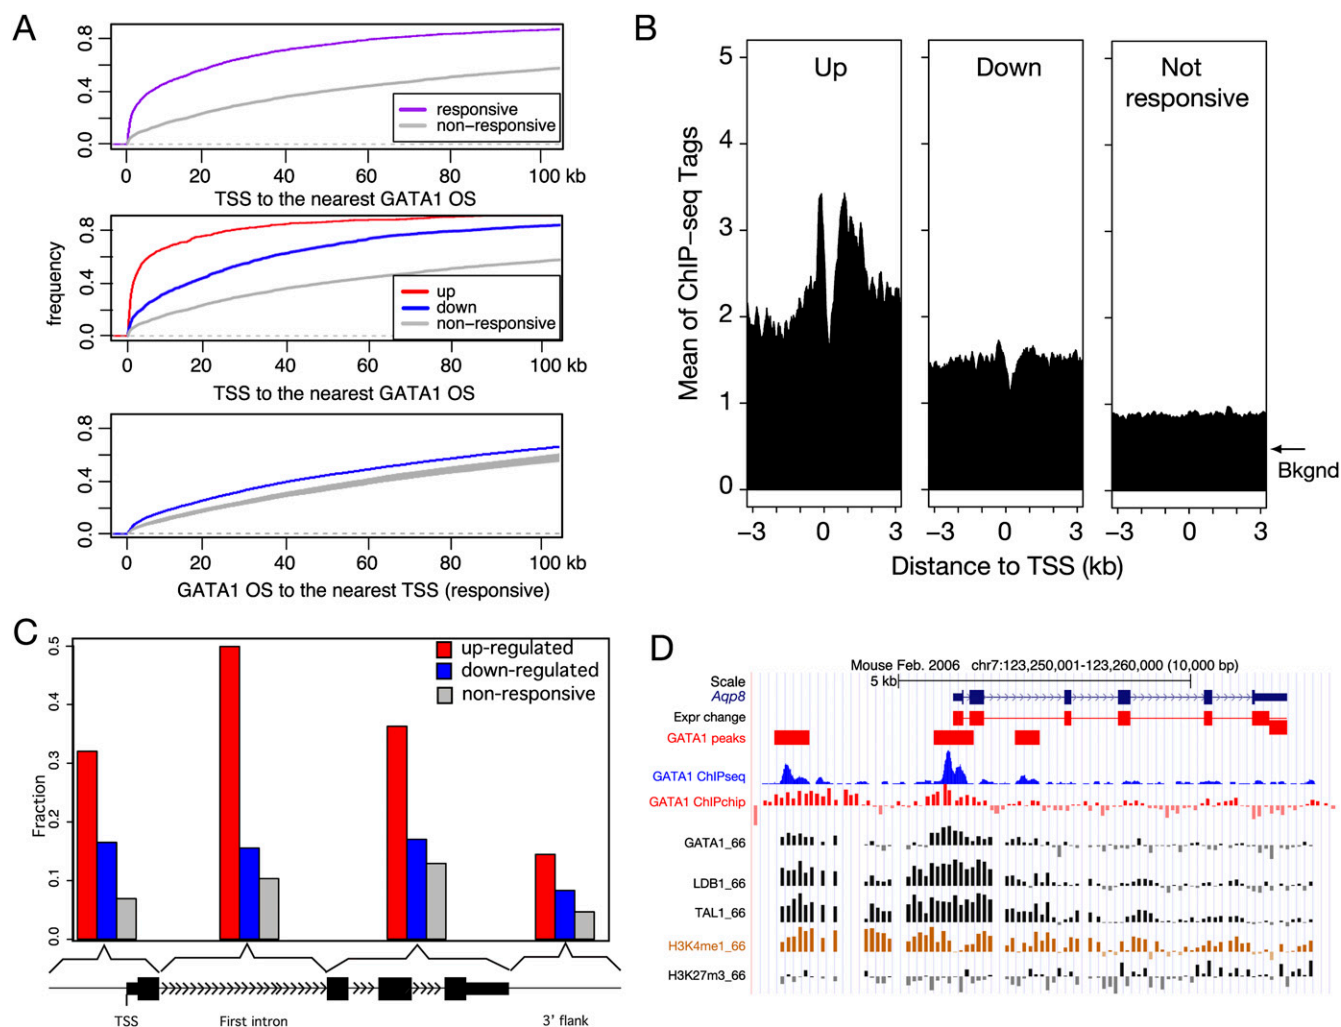 A
0.0 0.4 0.8
responsive
non-responsive
0 20 40 60 80 100 kb
TSS to the nearest GATA1 OS
frequency
0.0 0.4 0.8
up
down
non-responsive
0 20 40 60 80 100 kb
TSS to the nearest GATA1 OS
0.0 0.4 0.8
0 20 40 60 80 100 kb
GATA1 OS to the nearest TSS (responsive)
B
Mean of ChIP-seq Tags
5
4
3
2
1
0
Up
Down
Not
responsive
Bkgnd
−3 0 3
−3 0 3
−3 0 3
Distance to TSS (kb)
C
Fraction
0.0 0.1 0.2 0.3 0.4 0.5
up-regulated
down-regulated
non-responsive
TSS
First intron
3' flank
D
Mouse Feb. 2006 chr7:123,250,001-123,260,000 (10,000 bp)
Scale
5 kb
Aqp8
Expr change
GATA1 peaks
GATA1 ChIPseq
GATA1 ChIPchip
GATA1_66
LDB1_66
TAL1_66
H3K4me1_66
H3K27m3_66